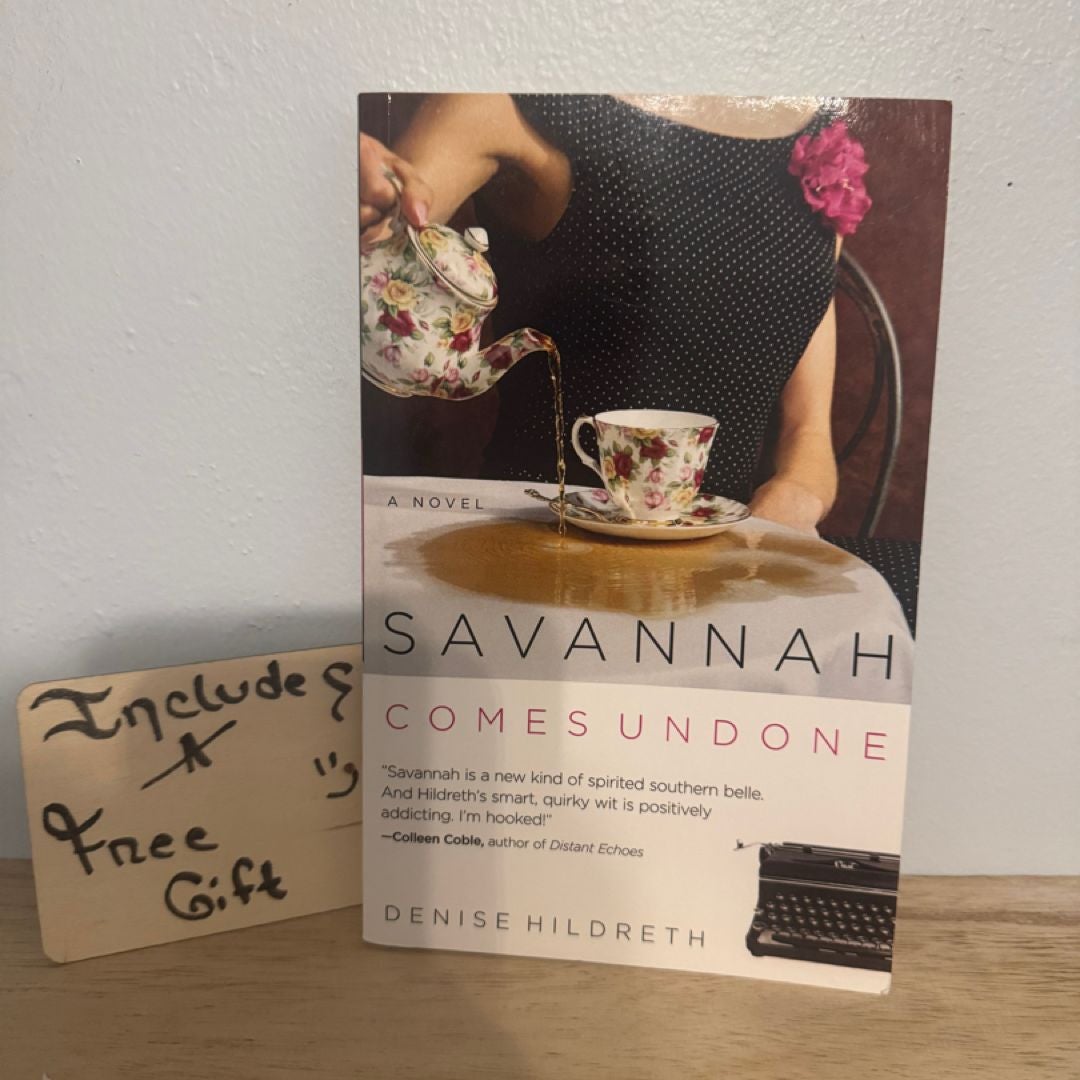 A NOVEL
SAVANNAH
COMES UNDONE
"Savannah is a new kind of spirited southern belle.
And Hildreth's smart, quirky wit is positively
addicting. I'm hooked!"
—Colleen Coble, author of Distant Echoes
DENISE HILDRETH
Includes
A
Free
Gift